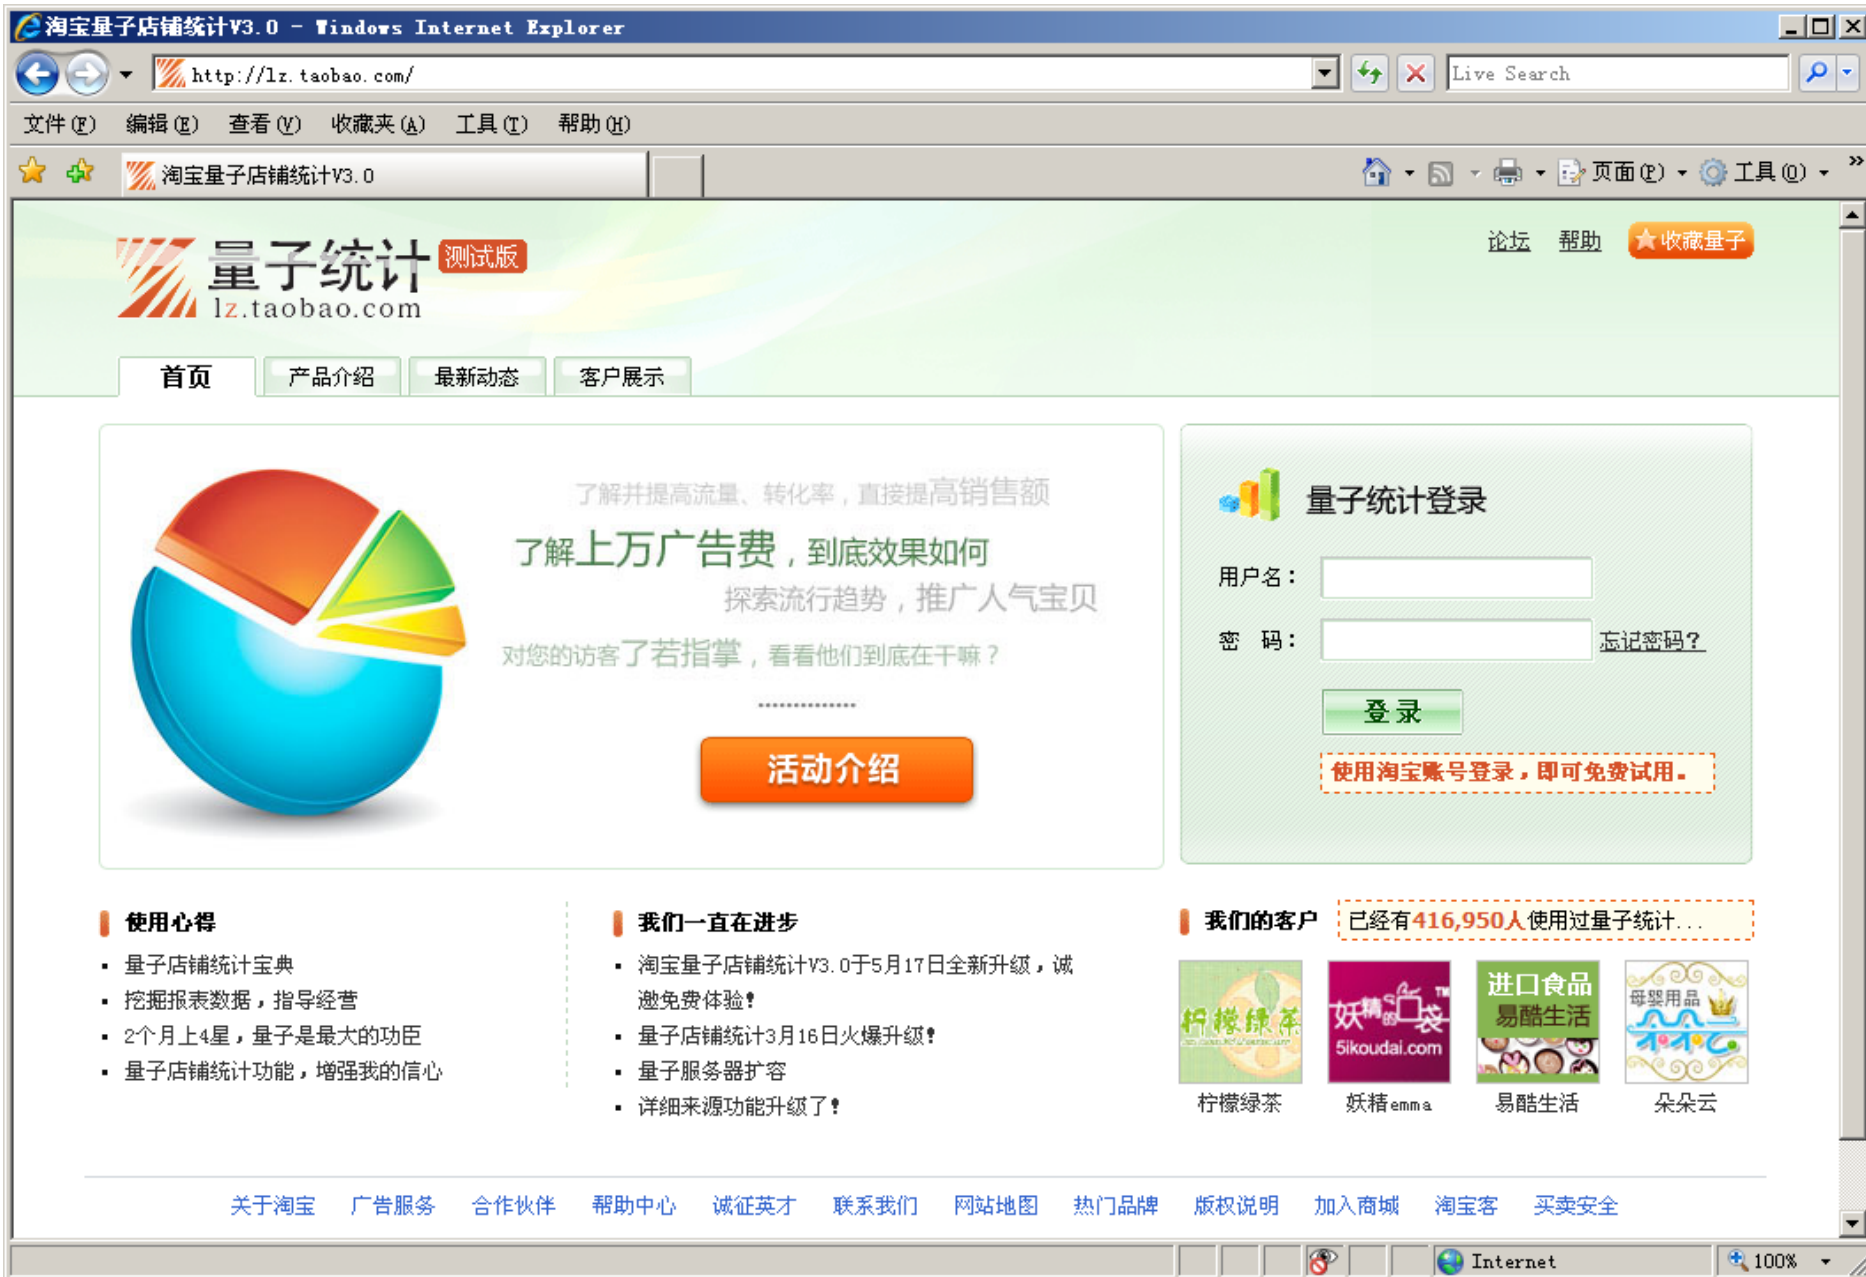 淘宝量子店铺统计V3.0 - Windows Internet Explorer
http://lz.taobao.com/
Live Search
文件(F) 编辑(E) 查看(V) 收藏夹(A) 工具(T) 帮助(H)
淘宝量子店铺统计V3.0
页面(P) 工具(O)
论坛 帮助 收藏量子
量子统计 测试版
lz.taobao.com
首页 产品介绍 最新动态 客户展示
了解并提高流量、转化率，直接提高销售额
了解上万广告费，到底效果如何
探索流行趋势，推广人气宝贝
对您的访客了若指掌，看看他们到底在干嘛？
活动介绍
量子统计登录
用户名：
密 码：
忘记密码?
登录
使用淘宝账号登录，即可免费试用。
使用心得
量子店铺统计宝典
挖掘报表数据，指导经营
2个月上4星，量子是最大的功臣
量子店铺统计功能，增强我的信心
我们一直在进步
淘宝量子店铺统计V3.0于5月17日全新升级，诚
邀免费体验!
量子店铺统计3月16日火爆升级!
量子服务器扩容
详细来源功能升级了!
我们的客户
已经有416,950人使用过量子统计...
柠檬绿茶
妖精的口袋 TM
5ikoudai.com
进口食品
易酷生活
母婴用品
朵朵云
柠檬绿茶 妖精emma 易酷生活 朵朵云
关于淘宝 广告服务 合作伙伴 帮助中心 诚征英才 联系我们 网站地图 热门品牌 版权说明 加入商城 淘宝客 买卖安全
Internet
100%